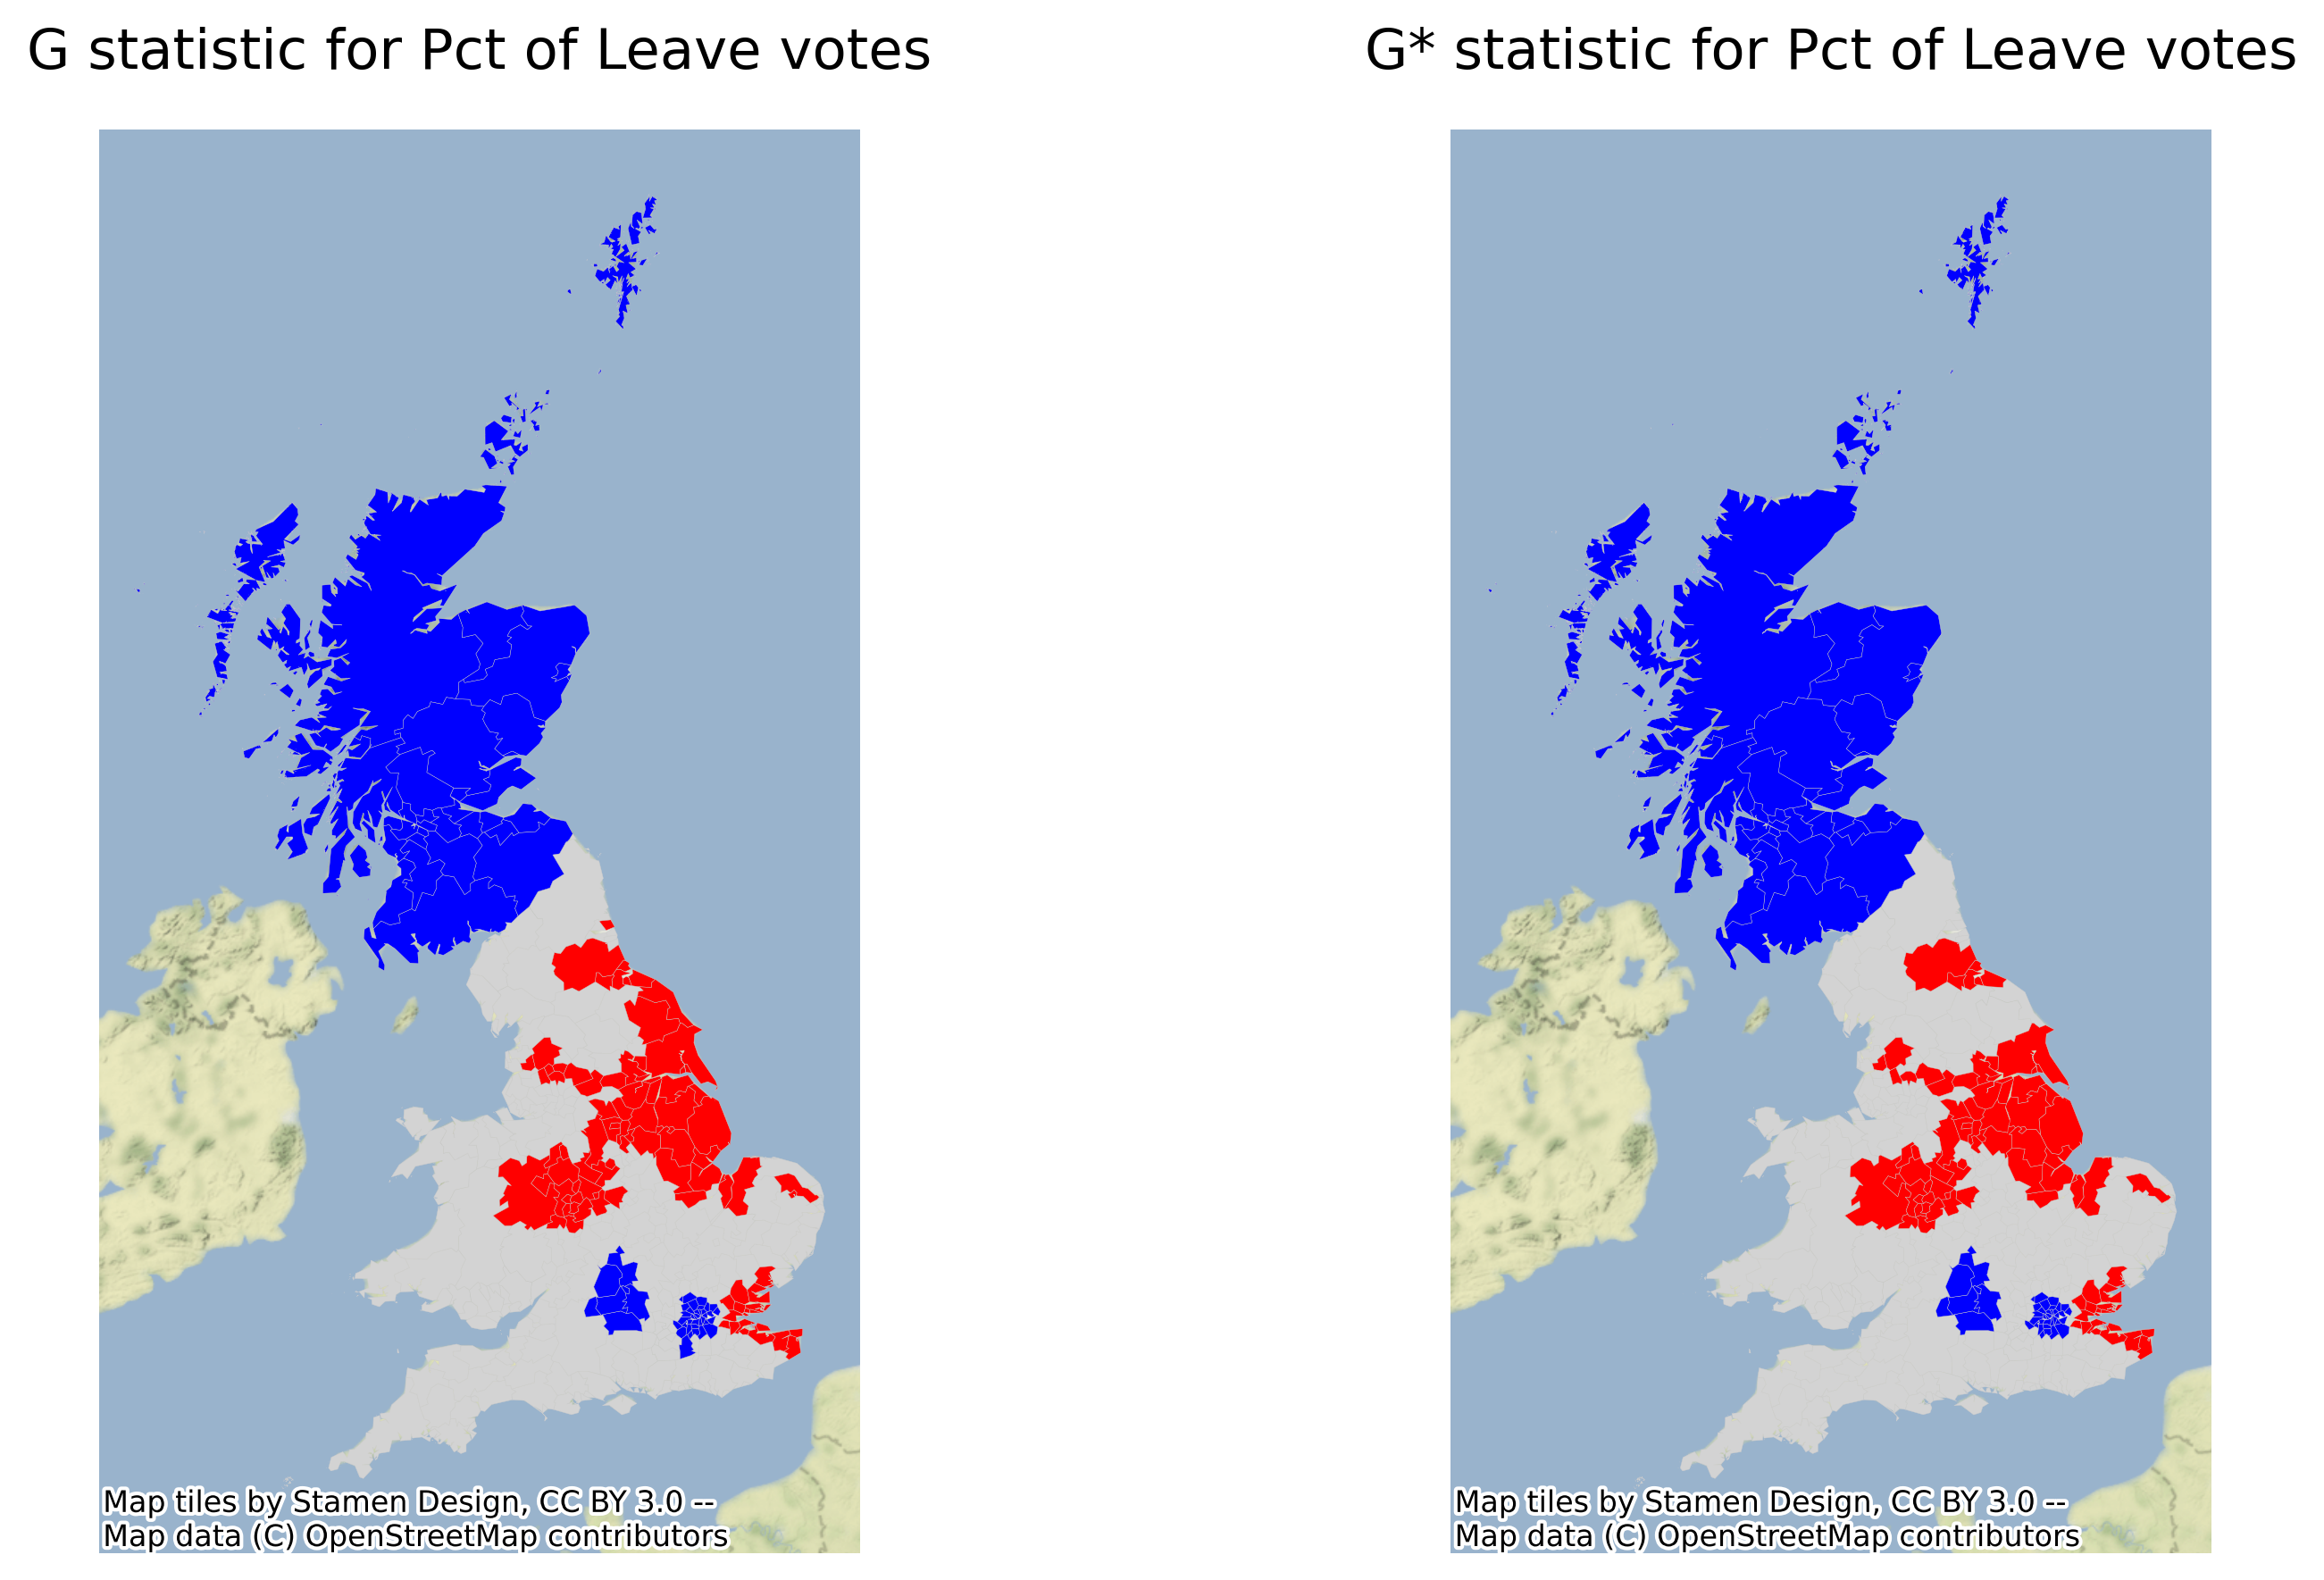 G statistic for Pct of Leave votes
G* statistic for Pct of Leave votes
Map tiles by Stamen Design, CC BY 3.0 --
Map data (C) OpenStreetMap contributors
Map tiles by Stamen Design, CC BY 3.0 --
Map data (C) OpenStreetMap contributors